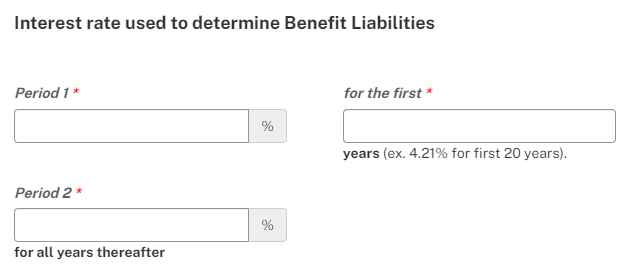 Interest rate used to determine Benefit Liabilities
Period 1 *
for the first *
%
years (ex. 4.21% for first 20 years).
Period 2 *
%
for all years thereafter